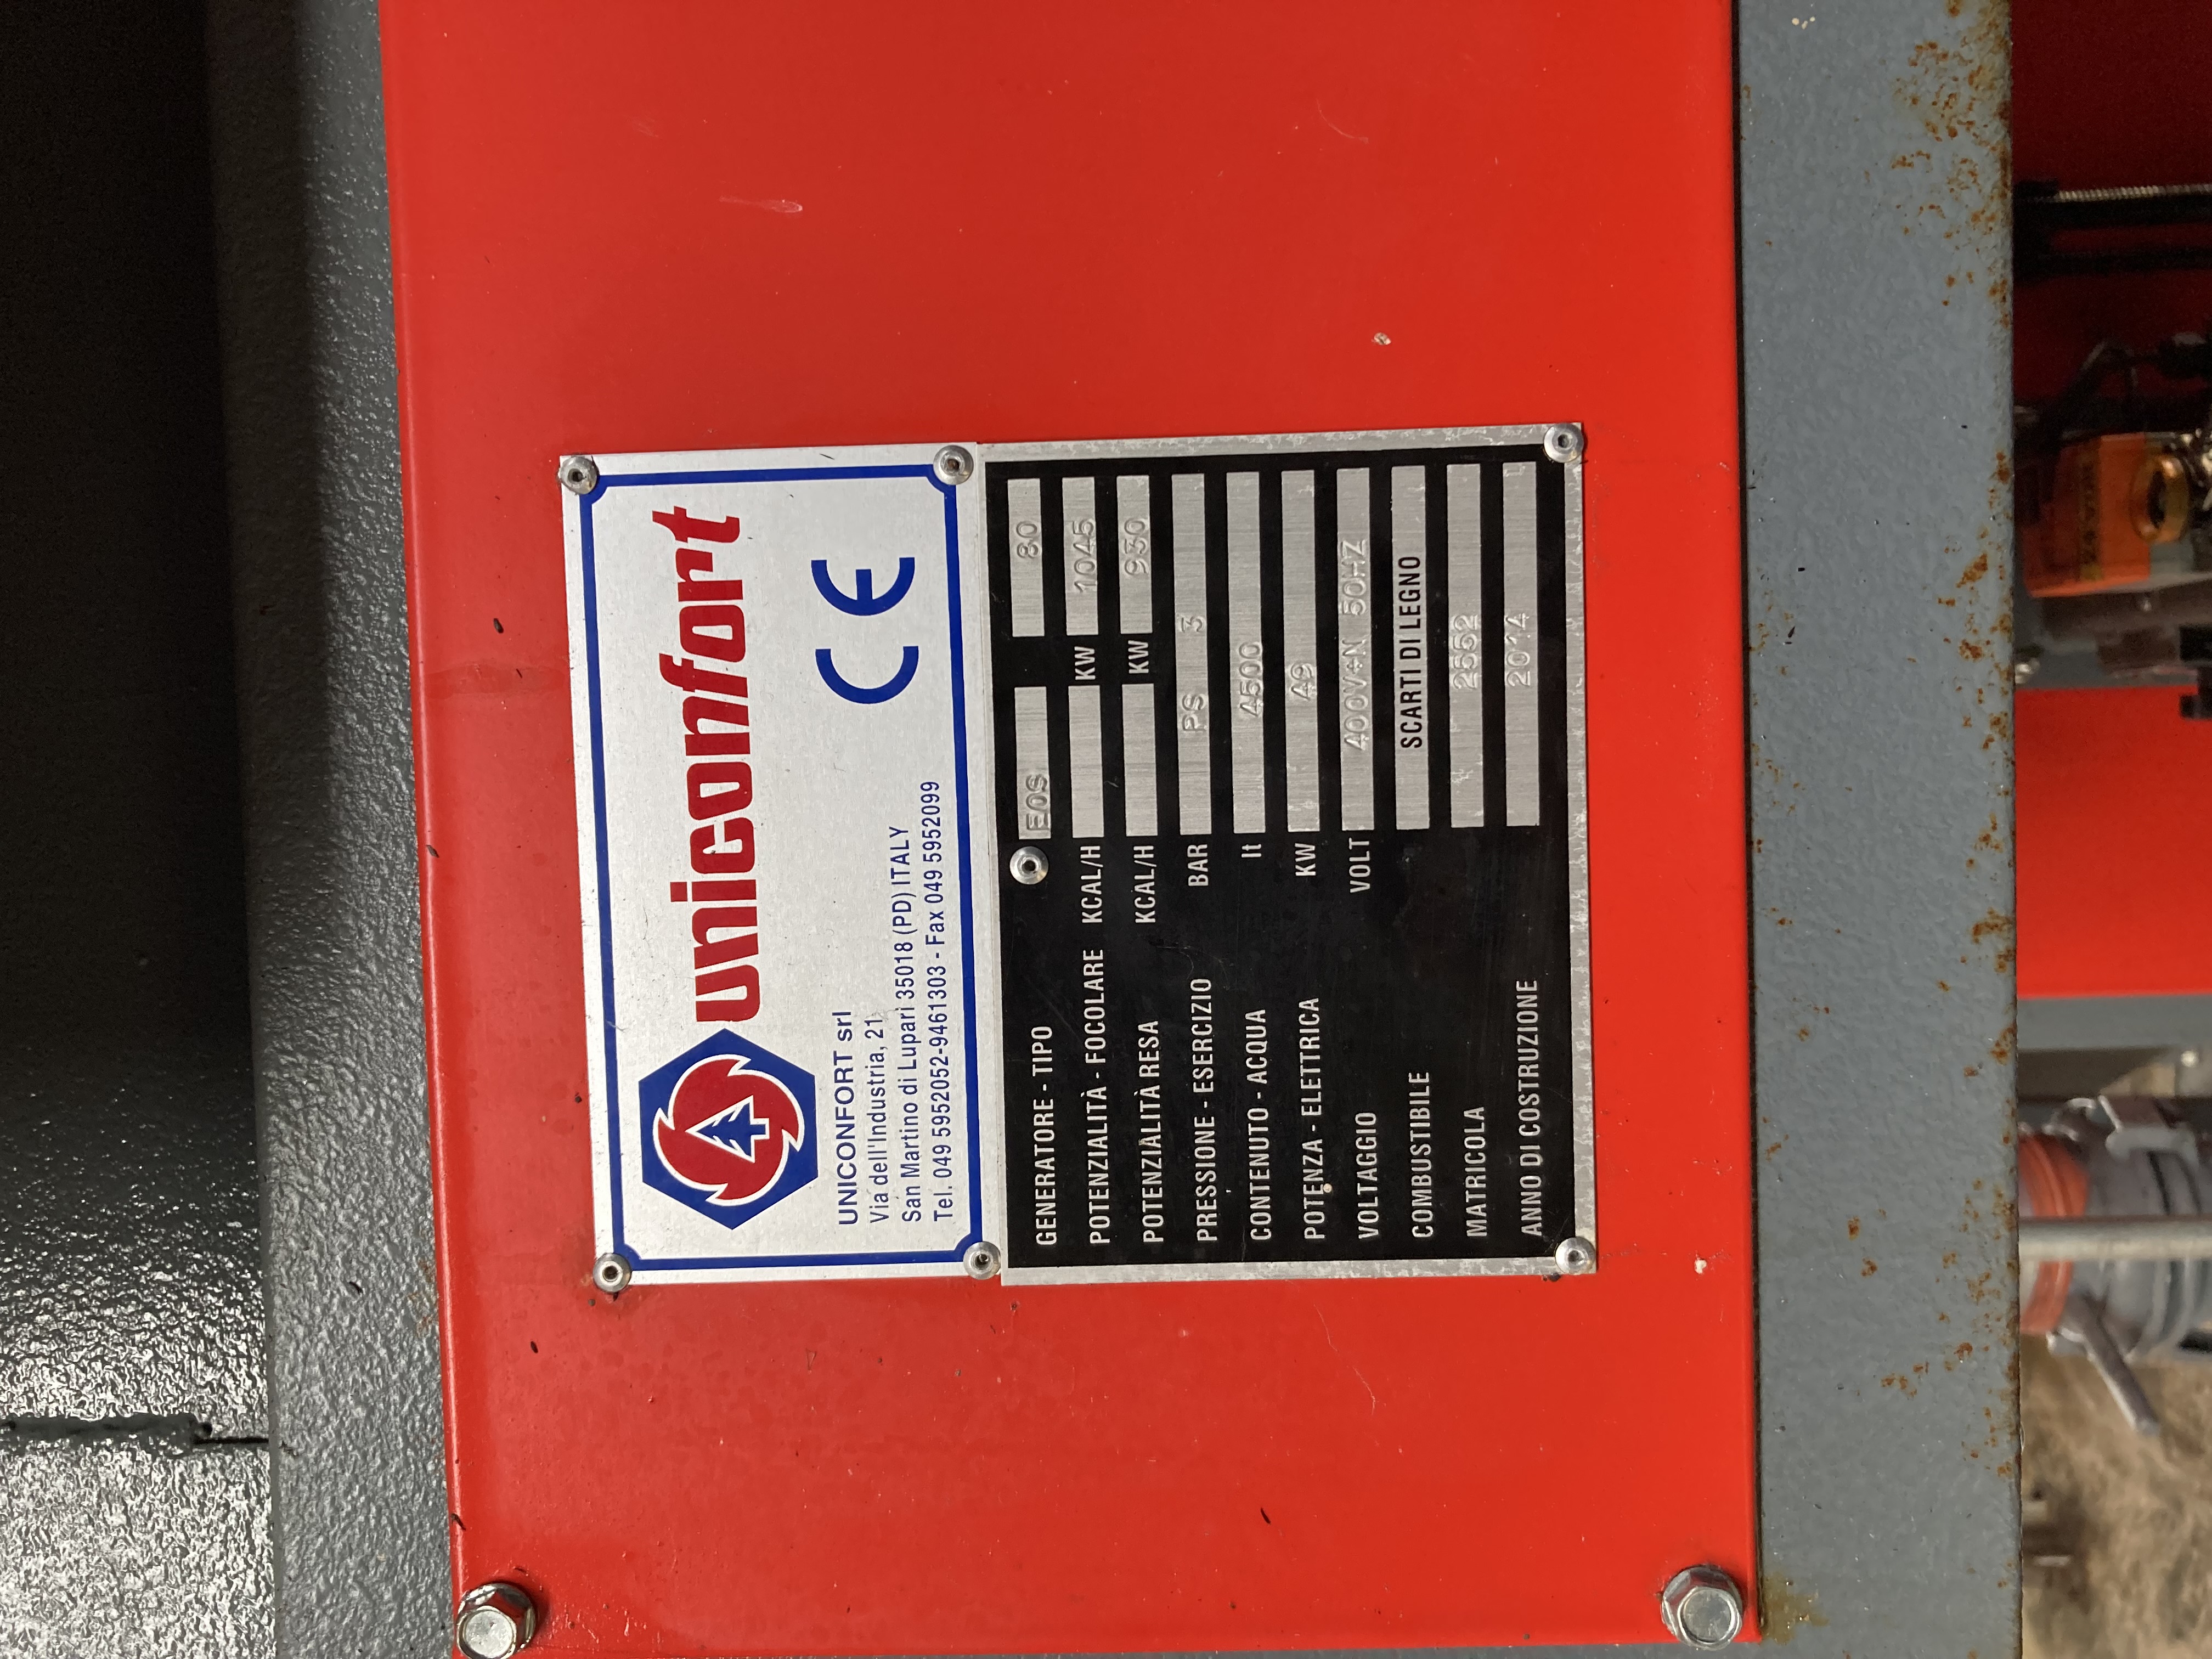 uniconfort
UNICONFORT srl
Via dell'Industria, 21
San Martino di Lupari 35018 (PD) ITALY
Tel. 049 5952052-9461303 - Fax 049 5952099
CE
GENERATORE - TIPO EOS 80
POTENZIALITÀ - FOCOLARE KCAL/H KW 1045
POTENZIALITÀ RESA KCAL/H KW 930
PRESSIONE - ESERCIZIO BAR PS 3
CONTENUTO - ACQUA lt 4500
POTENZA - ELETTRICA KW 49
VOLTAGGIO VOLT 400V+N 50HZ
COMBUSTIBILE SCARTI DI LEGNO
MATRICOLA
ANNO DI COSTRUZIONE 2014